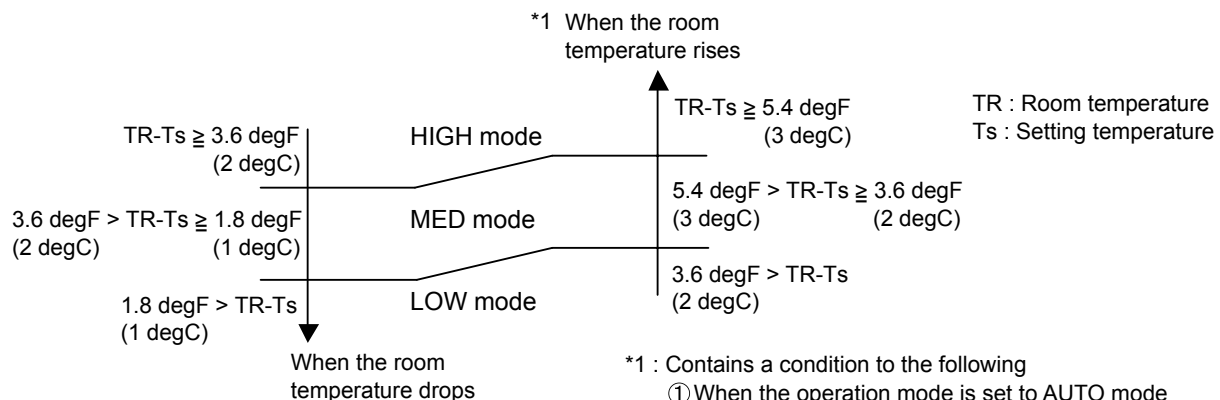 *1 When the room
temperature rises
TR-Ts ≧ 5.4 degF
(3 degC)
TR : Room temperature
Ts : Setting temperature
TR-Ts ≧ 3.6 degF
(2 degC)
HIGH mode
5.4 degF > TR-Ts ≧ 3.6 degF
(3 degC) (2 degC)
3.6 degF > TR-Ts ≧ 1.8 degF
(2 degC) (1 degC)
MED mode
3.6 degF > TR-Ts
(2 degC)
1.8 degF > TR-Ts
(1 degC)
LOW mode
When the room
temperature drops
*1 : Contains a condition to the following
①When the operation mode is set to AUTO mode